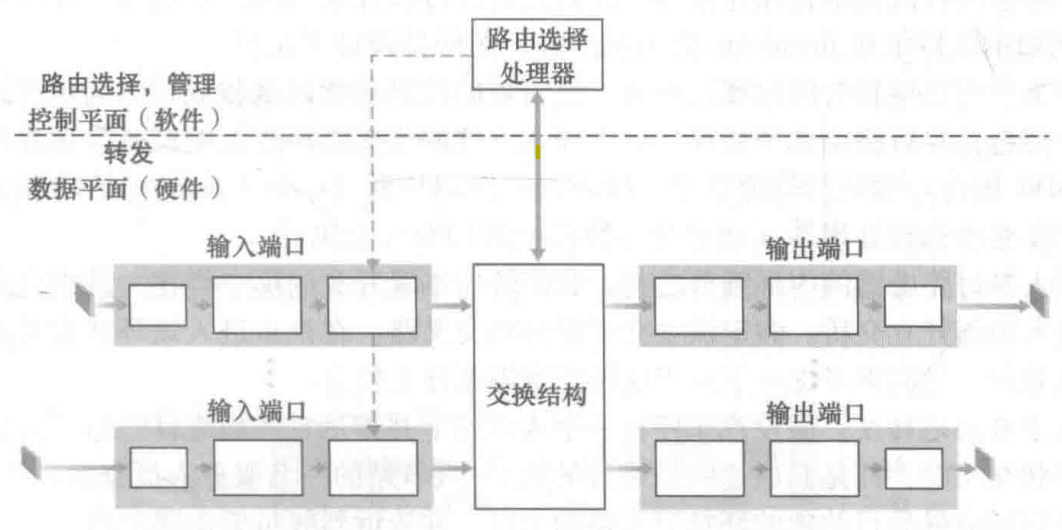 路由选择
处理器
路由选择，管理
控制平面（软件）
转发
数据平面（硬件）
输入端口
输出端口
交换结构
输入端口
输出端口